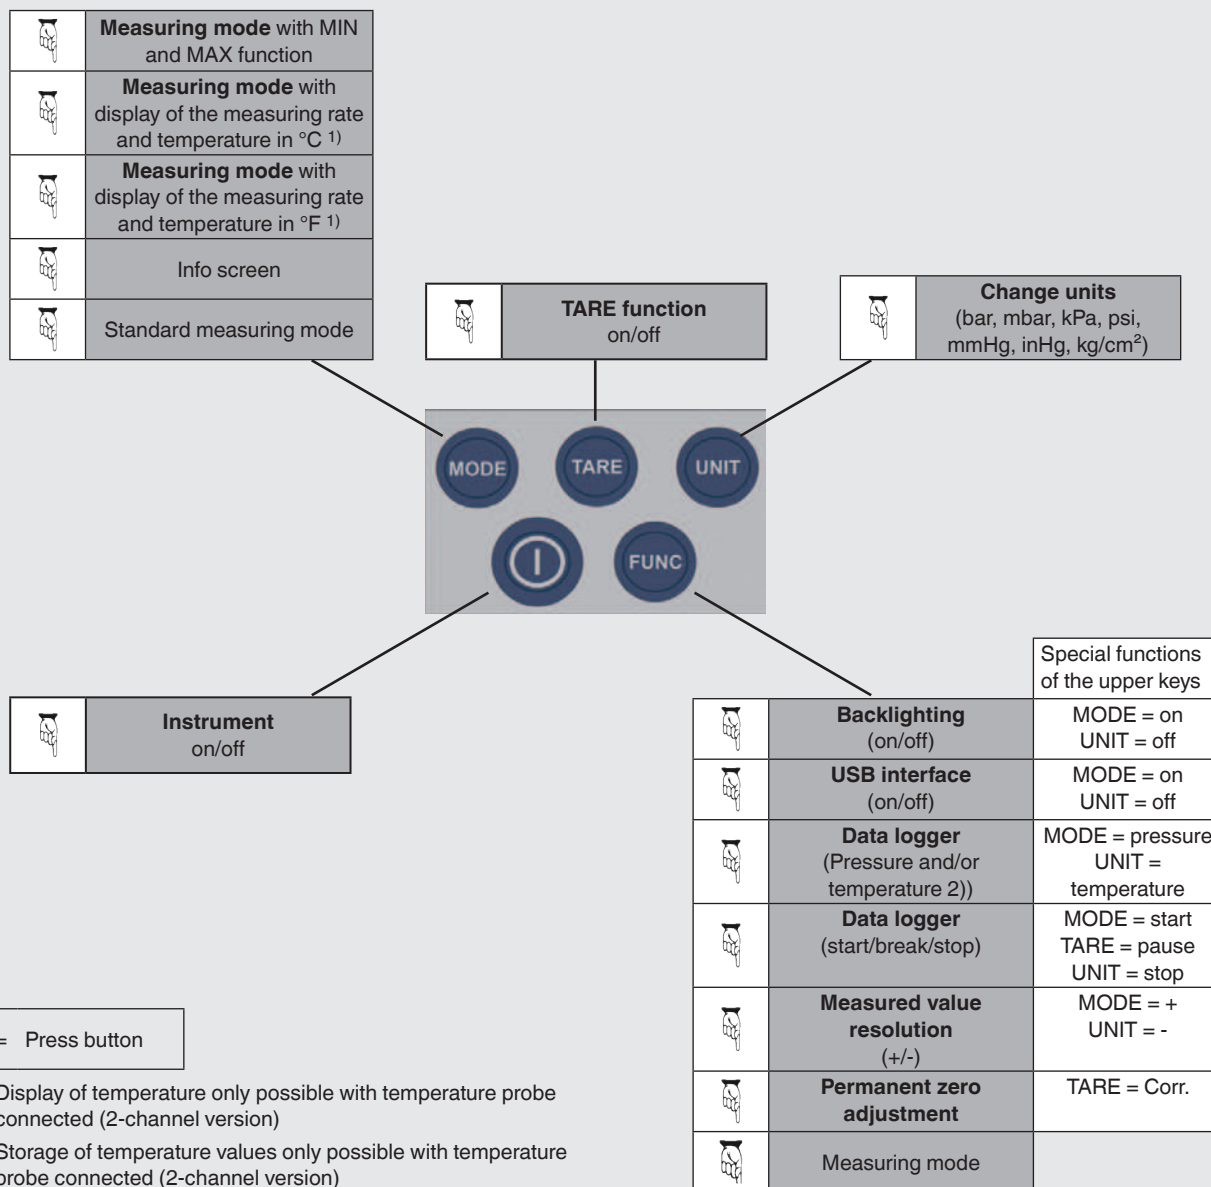 Measuring mode with MIN
and MAX function
Measuring mode with
display of the measuring rate
and temperature in °C 1)
Measuring mode with
display of the measuring rate
and temperature in °F 1)
Info screen
Standard measuring mode
TARE function
on/off
Change units
(bar, mbar, kPa, psi,
mmHg, inHg, kg/cm²)
MODE
TARE
UNIT
FUNC
Instrument
on/off
Special functions
of the upper keys
Backlighting
(on/off)
MODE = on
UNIT = off
USB interface
(on/off)
MODE = on
UNIT = off
Data logger
(Pressure and/or
temperature 2))
MODE = pressure
UNIT =
temperature
Data logger
(start/break/stop)
MODE = start
TARE = pause
UNIT = stop
Measured value
resolution
(+/-)
MODE = +
UNIT = -
Permanent zero
adjustment
TARE = Corr.
Measuring mode
= Press button
Display of temperature only possible with temperature probe
connected (2-channel version)
Storage of temperature values only possible with temperature
probe connected (2-channel version)